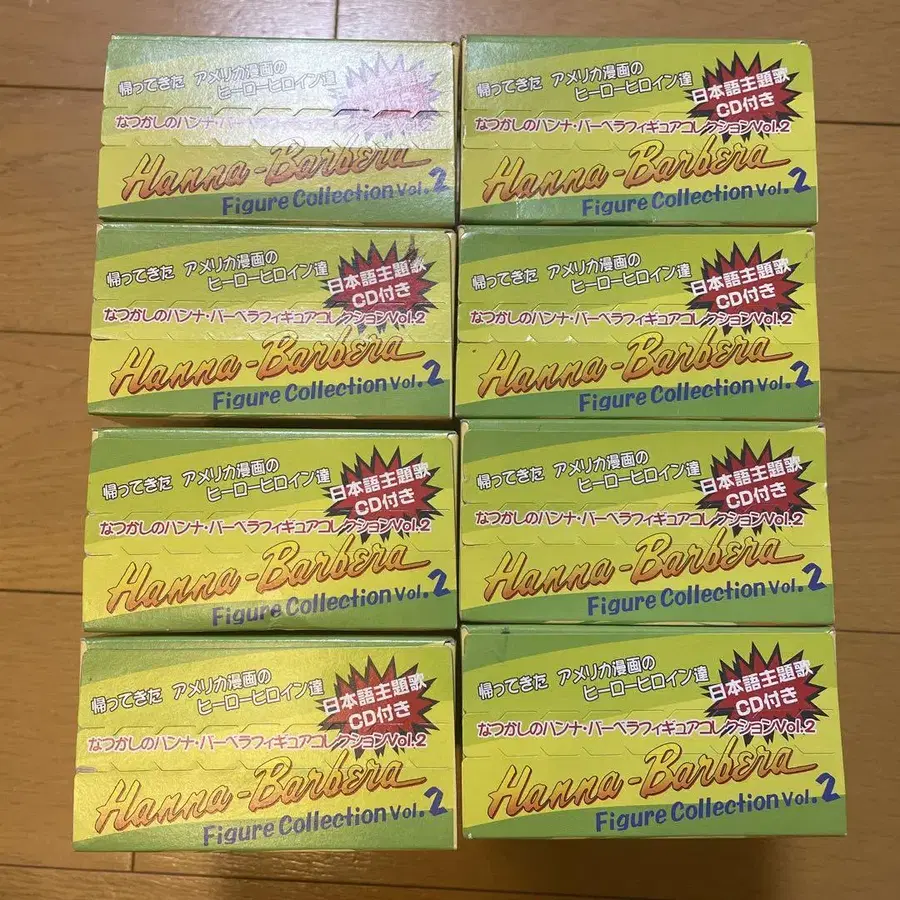 帰ってきた アメリカ漫画の
ヒーローヒロイン達
なつかしのハンナ・バーベラフィギュアコレクションVol.2
Hanna-Barbera
Figure Collection Vol.2
帰ってきた アメリカ漫画の
ヒーローヒロイン達
日本語主題歌
CD付き
なつかしのハンナ・バーベラフィギュアコレクションVol.2
Hanna-Barbera
Figure Collection Vol.2
帰ってきた アメリカ漫画の
ヒーローヒロイン達
日本語主題歌
CD付き
なつかしのハンナ・バーベラフィギュアコレクションVol.2
Hanna-Barbera
Figure Collection Vol.2
帰ってきた アメリカ漫画の
ヒーローヒロイン達
日本語主題歌
CD付き
なつかしのハンナ・バーベラフィギュアコレクションVol.2
Hanna-Barbera
Figure Collection Vol.2
帰ってきた アメリカ漫画の
ヒーローヒロイン達
日本語主題歌
CD付き
なつかしのハンナ・バーベラフィギュアコレクションVol.2
Hanna-Barbera
Figure Collection Vol.2
帰ってきた アメリカ漫画の
ヒーローヒロイン達
日本語主題歌
CD付き
なつかしのハンナ・バーベラフィギュアコレクションVol.2
Hanna-Barbera
Figure Collection Vol.2
帰ってきた アメリカ漫画の
ヒーローヒロイン達
日本語主題歌
CD付き
なつかしのハンナ・バーベラフィギュアコレクションVol.2
Hanna-Barbera
Figure Collection Vol.2
帰ってきた アメリカ漫画の
ヒーローヒロイン達
日本語主題歌
CD付き
なつかしのハンナ・バーベラフィギュアコレクションVol.2
Hanna-Barbera
Figure Collection Vol.2